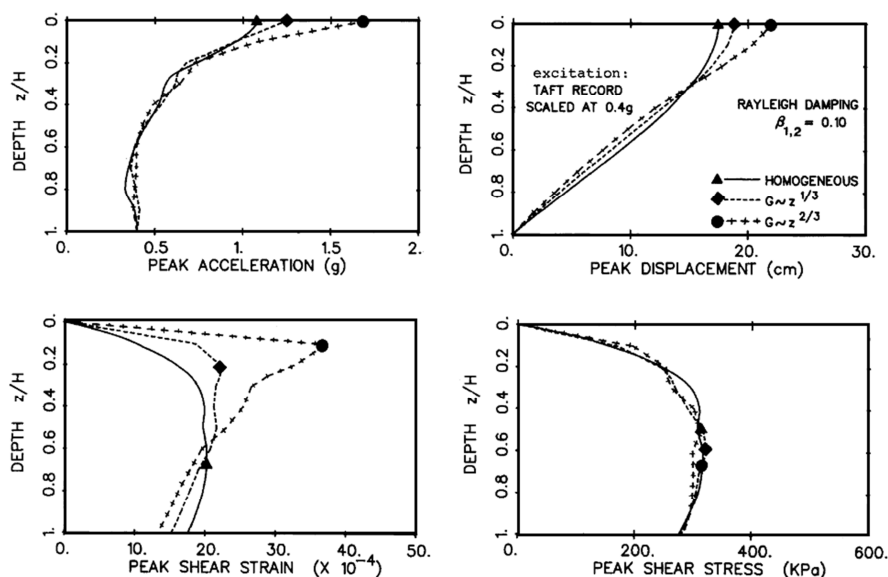 0.
0.2
0.4
0.6
0.8
1.
DEPTH z/H
0.
0.5
1.
1.5
2.
PEAK ACCELERATION (g)
0.
0.2
0.4
0.6
0.8
1.
DEPTH z/H
excitation:
TAFT RECORD
SCALED AT 0.4g
RAYLEIGH DAMPING
β1,2 = 0.10
HOMOGENEOUS
G~z 1/3
G~z 2/3
0.
10.
20.
30.
PEAK DISPLACEMENT (cm)
0.
0.2
0.4
0.6
0.8
1.
DEPTH z/H
0.
10.
20.
30.
40.
50.
PEAK SHEAR STRAIN (X 10⁻⁴)
0.
0.2
0.4
0.6
0.8
1.
DEPTH z/H
0.
200.
400.
600.
PEAK SHEAR STRESS (KPa)